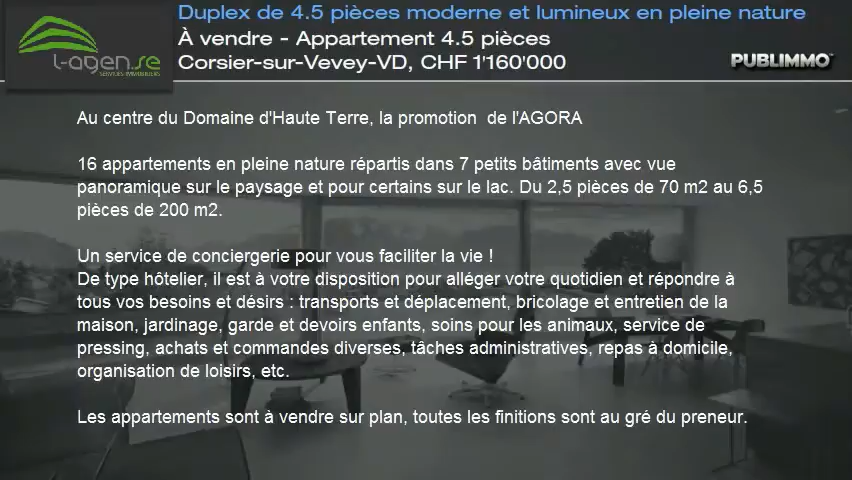 Duplex de 4.5 pièces moderne et lumineux en pleine nature
À vendre - Appartement 4.5 pièces
Corsier-sur-Vevey-VD, CHF 1'160'000
l-agen.se
SERVICES IMMOBILIERS
PUBLIMMO
Au centre du Domaine d'Haute Terre, la promotion de l'AGORA
16 appartements en pleine nature répartis dans 7 petits bâtiments avec vue
panoramique sur le paysage et pour certains sur le lac. Du 2,5 pièces de 70 m2 au 6,5
pièces de 200 m2.
Un service de conciergerie pour vous faciliter la vie !
De type hôtelier, il est à votre disposition pour alléger votre quotidien et répondre à
tous vos besoins et désirs : transports et déplacement, bricolage et entretien de la
maison, jardinage, garde et devoirs enfants, soins pour les animaux, service de
pressing, achats et commandes diverses, tâches administratives, repas à domicile,
organisation de loisirs, etc.
Les appartements sont à vendre sur plan, toutes les finitions sont au gré du preneur.